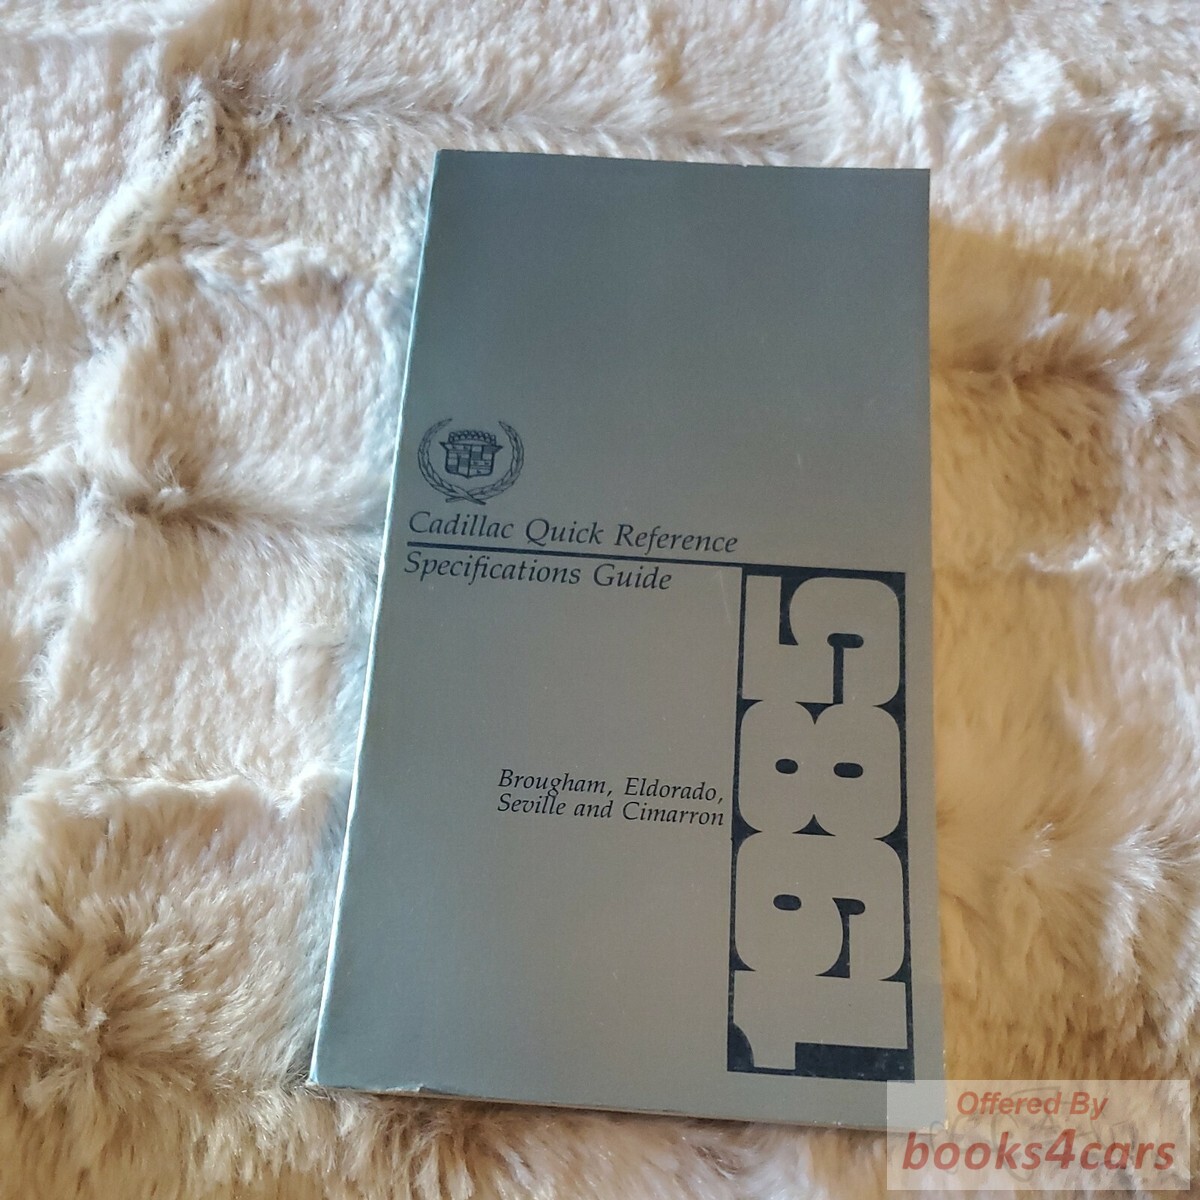 Cadillac Quick Reference
Specifications Guide
1985
Brougham, Eldorado,
Seville and Cimarron
Offered By
books4cars